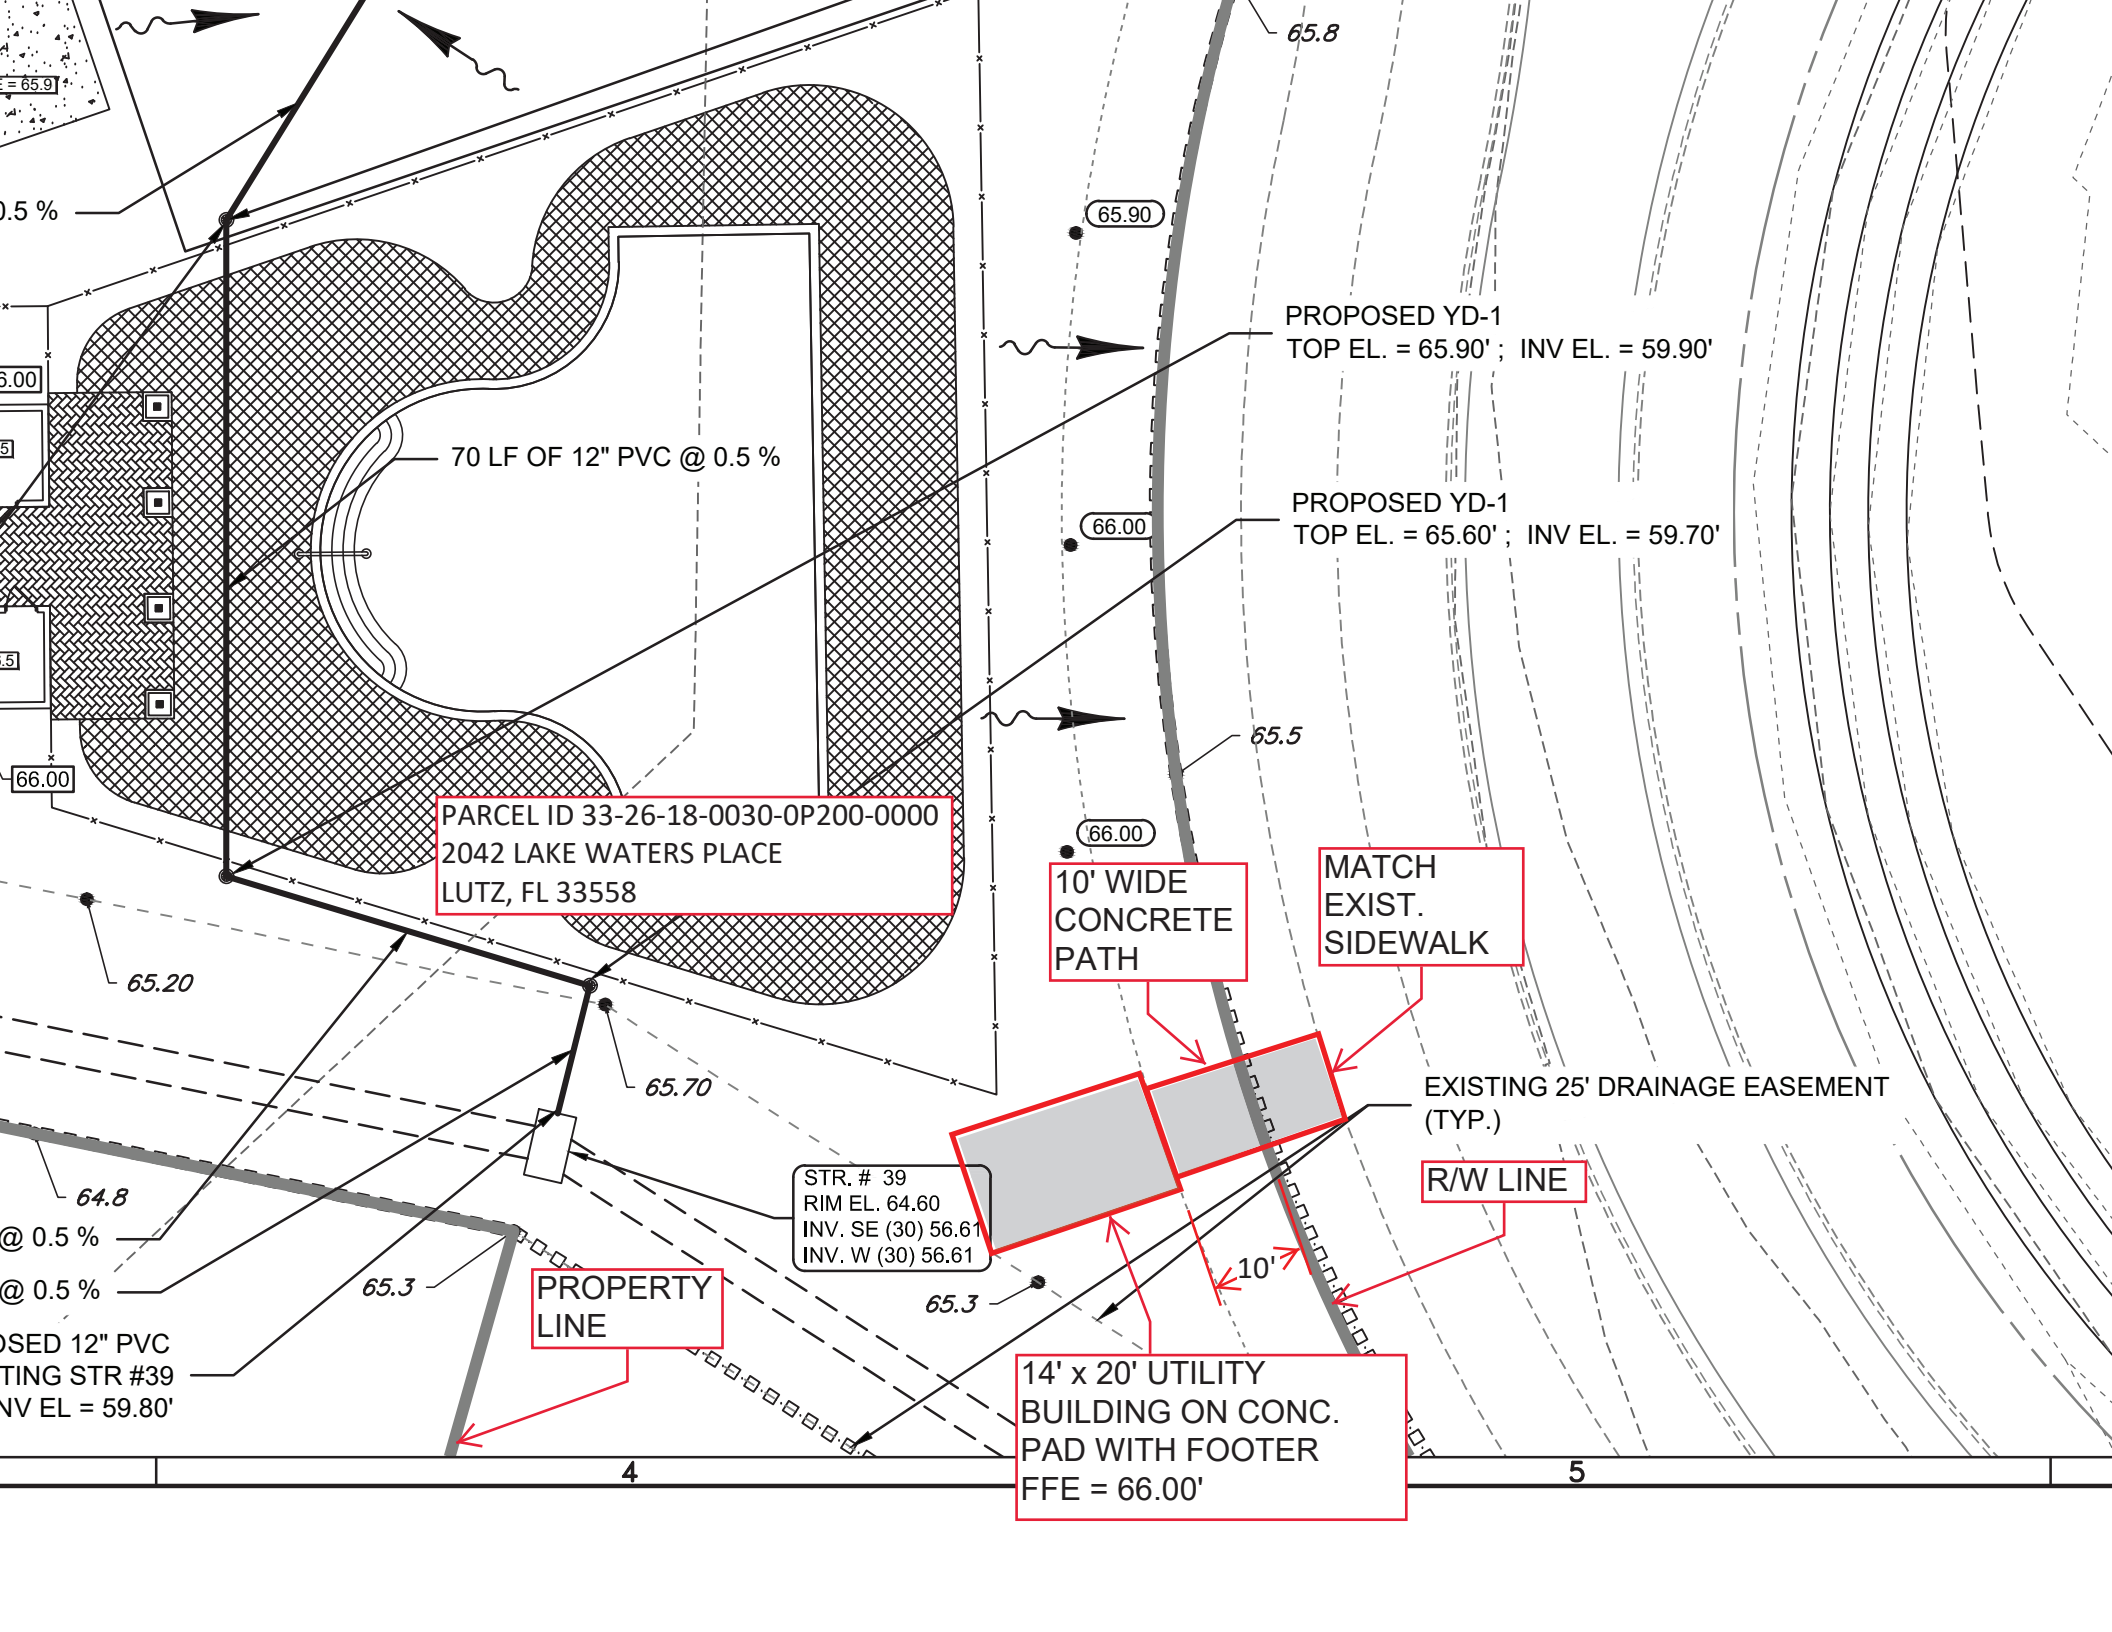 65.8
= 65.9
0.5 %
65.90
PROPOSED YD-1
TOP EL. = 65.90' ; INV EL. = 59.90'
6.00
5
70 LF OF 12" PVC @ 0.5 %
66.00
PROPOSED YD-1
TOP EL. = 65.60' ; INV EL. = 59.70'
.5
65.5
66.00
66.00
PARCEL ID 33-26-18-0030-0P200-0000
2042 LAKE WATERS PLACE
LUTZ, FL 33558
10' WIDE
CONCRETE
PATH
MATCH
EXIST.
SIDEWALK
65.20
65.70
EXISTING 25' DRAINAGE EASEMENT
(TYP.)
STR. # 39
RIM EL. 64.60
INV. SE (30) 56.61
INV. W (30) 56.61
R/W LINE
64.8
@ 0.5 %
@ 0.5 %
65.3
PROPERTY
LINE
65.3
10'
OSED 12" PVC
TING STR #39
NV EL = 59.80'
14' x 20' UTILITY
BUILDING ON CONC.
PAD WITH FOOTER
FFE = 66.00'
4
5